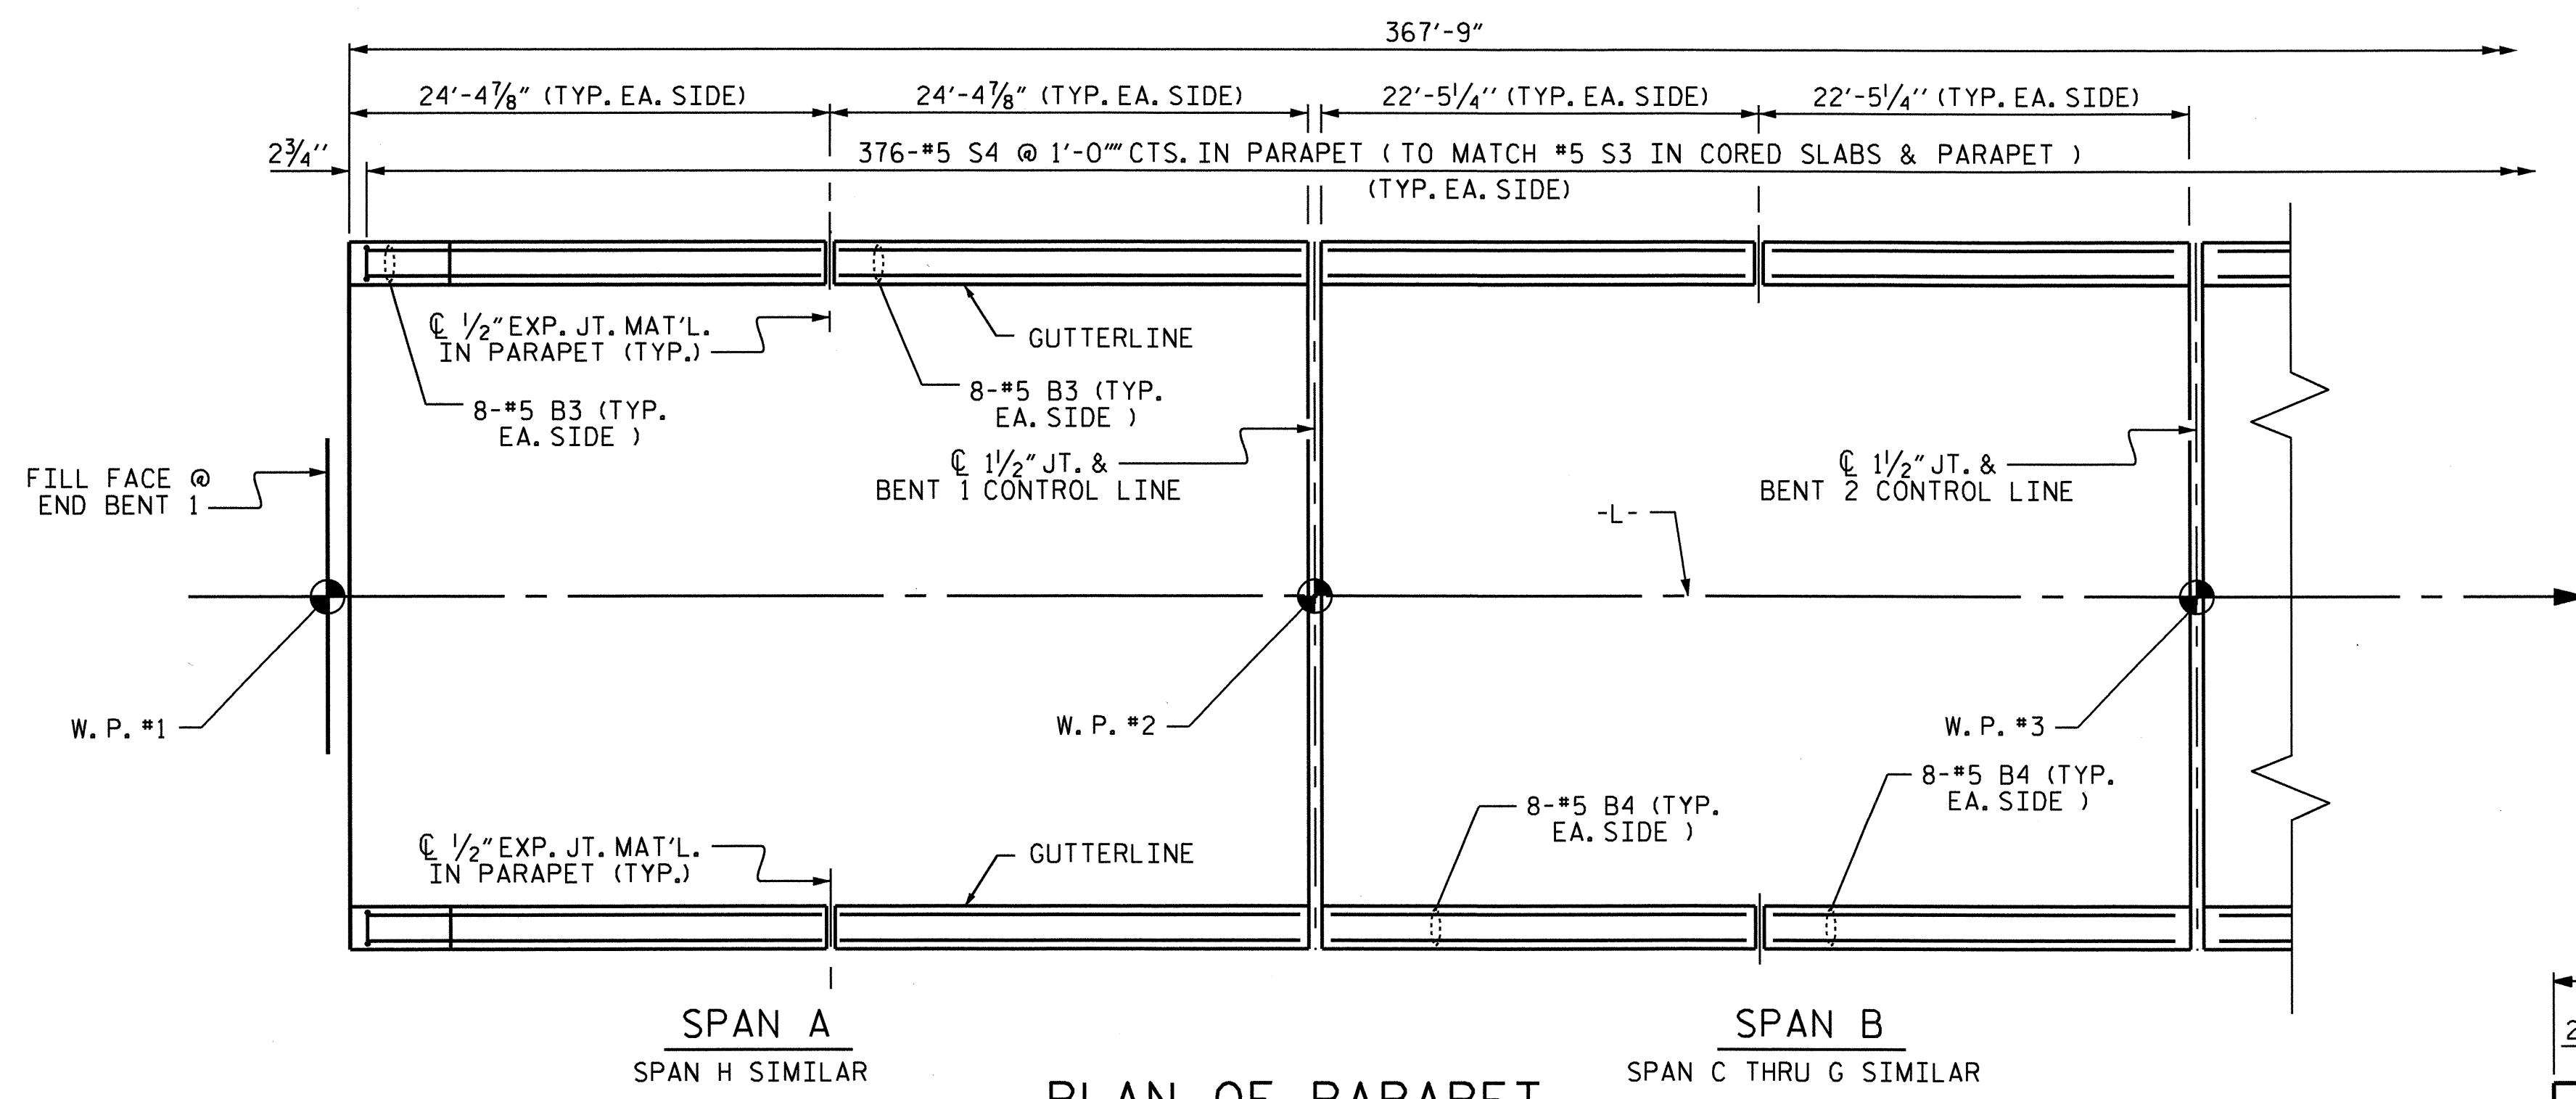 367'-9"
24'-4⅞" (TYP. EA. SIDE)
24'-4⅞" (TYP. EA. SIDE)
22'-5¼'' (TYP. EA. SIDE)
22'-5¼'' (TYP. EA. SIDE)
2¾''
376-#5 S4 @ 1'-0"" CTS. IN PARAPET ( TO MATCH #5 S3 IN CORED SLABS & PARAPET )
(TYP. EA. SIDE)
℄ ½" EXP. JT. MAT'L.
IN PARAPET (TYP.)
GUTTERLINE
8-#5 B3 (TYP.
EA. SIDE )
8-#5 B3 (TYP.
EA. SIDE )
FILL FACE @
END BENT 1
℄ 1½" JT. &
BENT 1 CONTROL LINE
℄ 1½" JT. &
BENT 2 CONTROL LINE
-L-
W. P. #1
W. P. #2
W. P. #3
8-#5 B4 (TYP.
EA. SIDE )
8-#5 B4 (TYP.
EA. SIDE )
℄ ½" EXP. JT. MAT'L.
IN PARAPET (TYP.)
GUTTERLINE
SPAN A
SPAN H SIMILAR
SPAN B
SPAN C THRU G SIMILAR
PLAN OF PARAPET
2